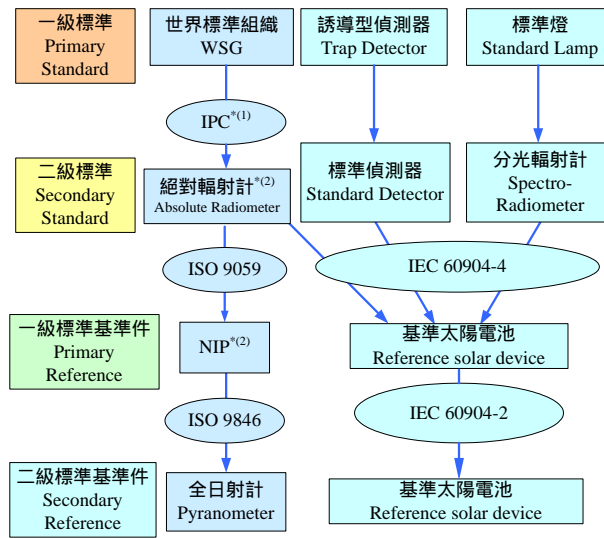 一級標準
Primary
Standard
世界標準組織
WSG
誘導型偵測器
Trap Detector
標準燈
Standard Lamp
IPC*(1)
二級標準
Secondary
Standard
絕對輻射計*(2)
Absolute Radiometer
標準偵測器
Standard Detector
分光輻射計
Spectro-
Radiometer
ISO 9059
IEC 60904-4
一級標準基準件
Primary
Reference
NIP*(2)
基準太陽電池
Reference solar device
ISO 9846
IEC 60904-2
二級標準基準件
Secondary
Reference
全日射計
Pyranometer
基準太陽電池
Reference solar device